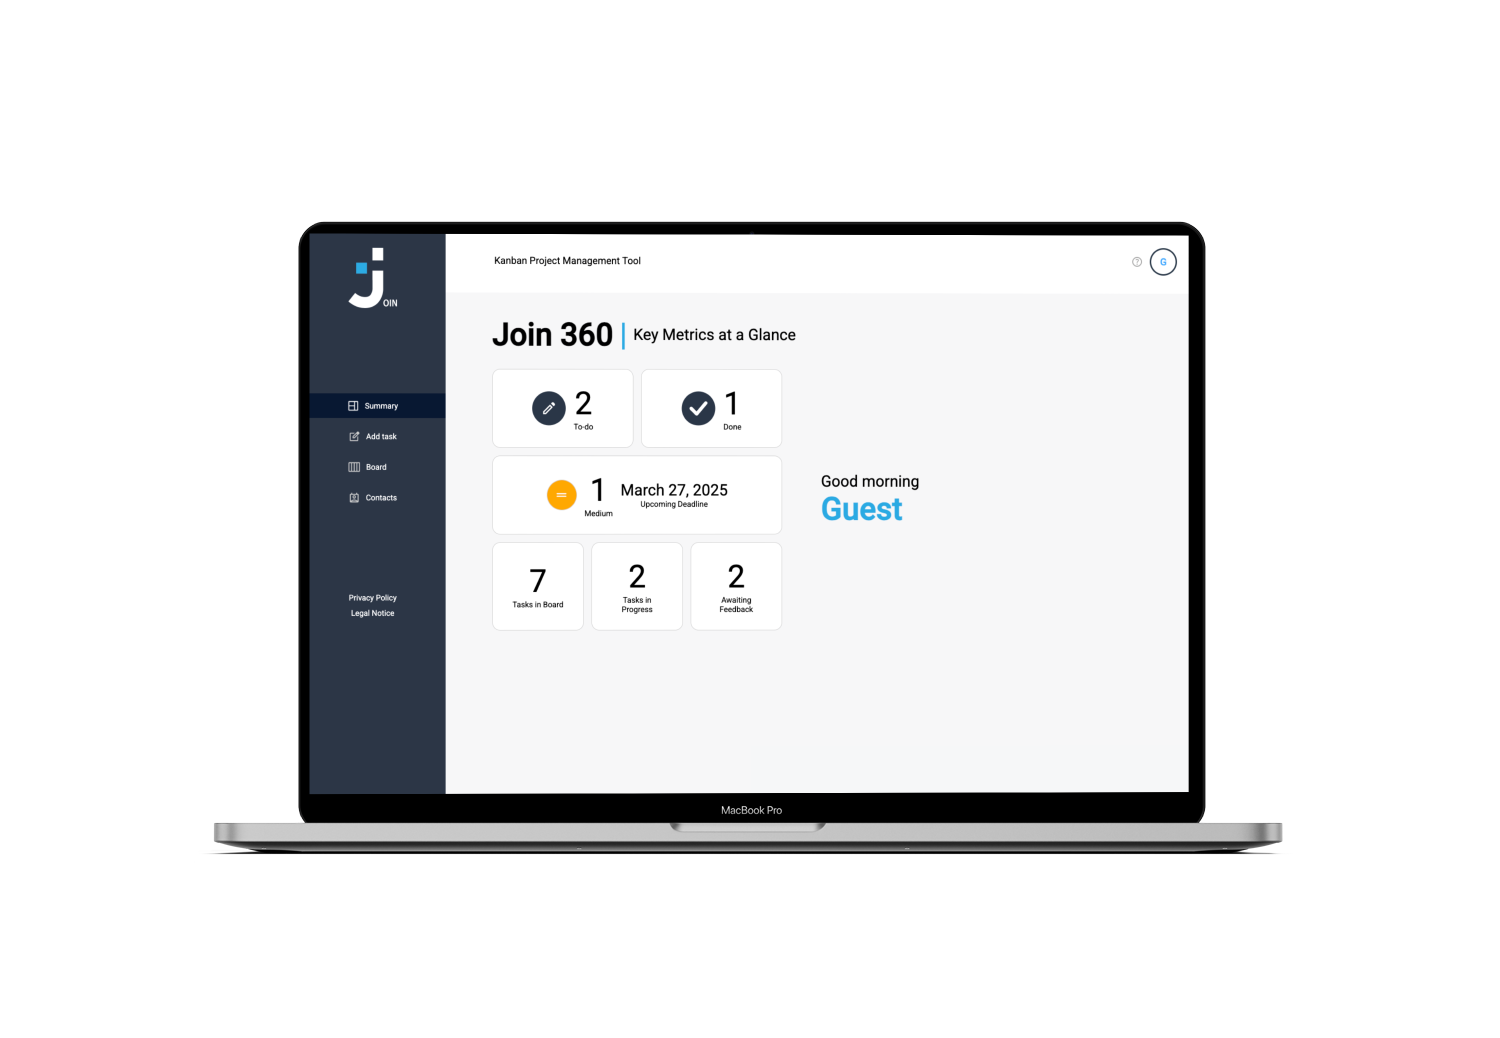 OIN
Kanban Project Management Tool
? G
Join 360 Key Metrics at a Glance
Summary
Add task
Board
Contacts
2
To-do
1
Done
1
Medium
March 27, 2025
Upcoming Deadline
7
Tasks in Board
2
Tasks in
Progress
2
Awaiting
Feedback
Good morning
Guest
Privacy Policy
Legal Notice
MacBook Pro